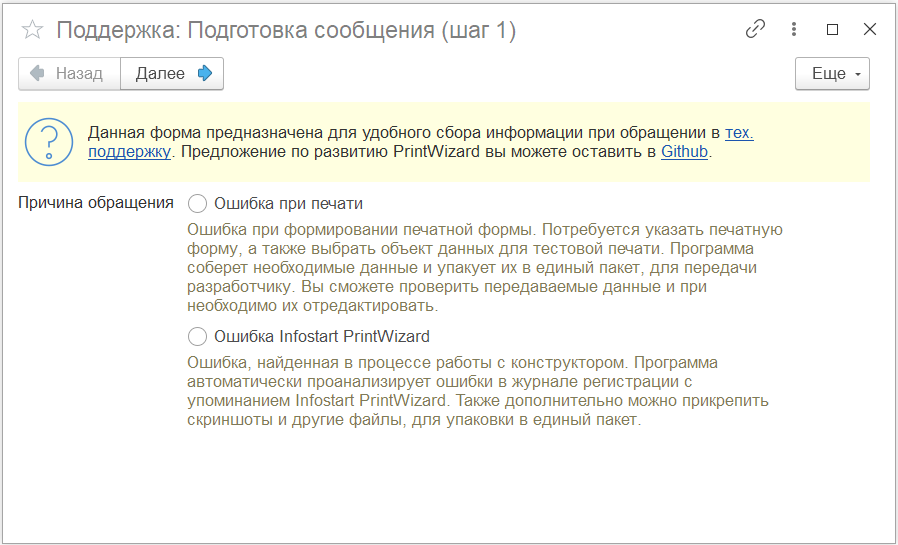 Поддержка: Подготовка сообщения (шаг 1)
Назад Далее Еще
Данная форма предназначена для удобного сбора информации при обращении в тех.
поддержку. Предложение по развитию PrintWizard вы можете оставить в Github.
Причина обращения Ошибка при печати
Ошибка при формировании печатной формы. Потребуется указать печатную
форму, а также выбрать объект данных для тестовой печати. Программа
соберет необходимые данные и упакует их в единый пакет, для передачи
разработчику. Вы сможете проверить передаваемые данные и при
необходимо их отредактировать.
Ошибка Infostart PrintWizard
Ошибка, найденная в процессе работы с конструктором. Программа
автоматически проанализирует ошибки в журнале регистрации с
упоминанием Infostart PrintWizard. Также дополнительно можно прикрепить
скриншоты и другие файлы, для упаковки в единый пакет.